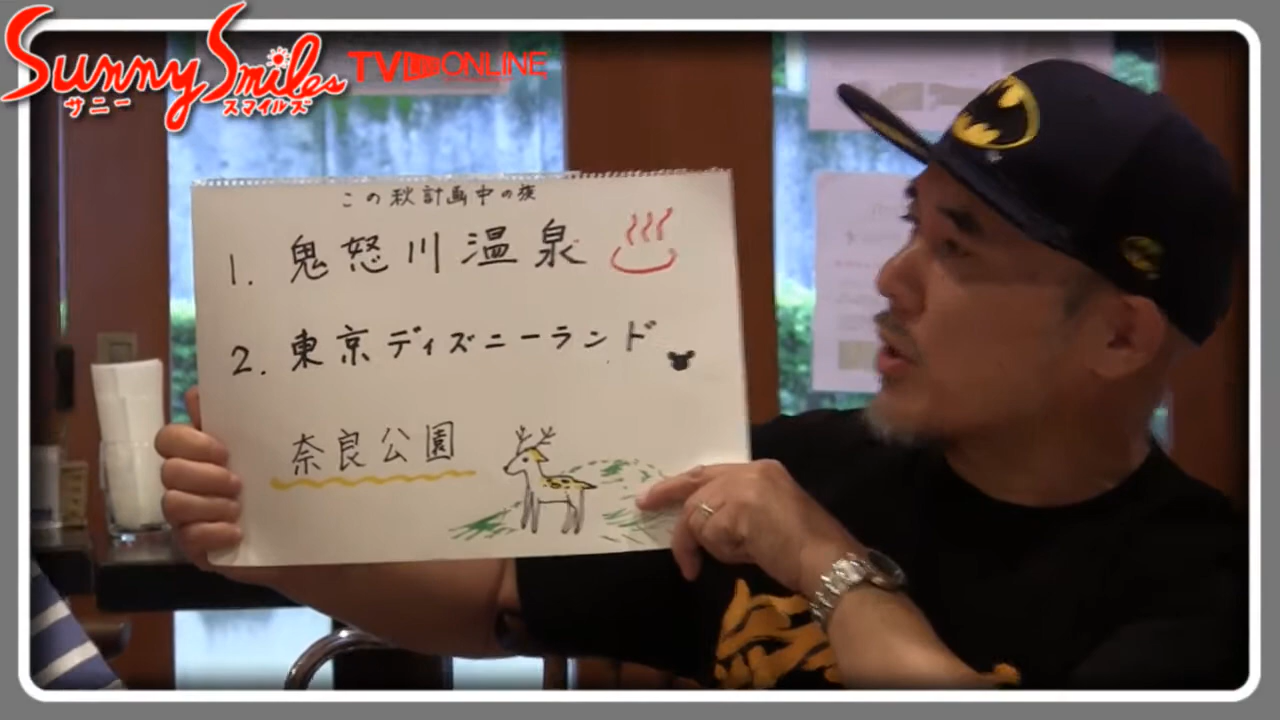 Sunny Smiles TV LIVE ONLINE
サニー スマイルズ
この秋計画中の旅
1. 鬼怒川温泉
2. 東京ディズニーランド
奈良公園